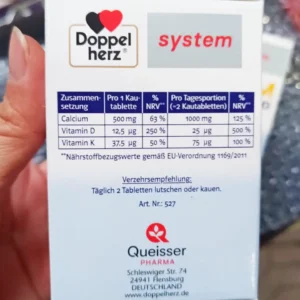 Doppel
herz®
system
Zusammen-
setzung
Pro 1 Kau-
tablette
%
NRV**
Pro Tagesportion
(=2 Kautabletten)
%
NRV**
Calcium 500 mg 63 % 1000 mg 125 %
Vitamin D 12,5 µg 250 % 25 µg 500 %
Vitamin K 37,5 µg 50 % 75 µg 100 %
**Nährstoffbezugswerte gemäß EU-Verordnung 1169/2011
Verzehrsempfehlung:
Täglich 2 Tabletten lutschen oder kauen.
Art. Nr.: 527
Queisser
PHARMA
Schleswiger Str. 74
24941 Flensburg
DEUTSCHLAND
www.doppelherz.de